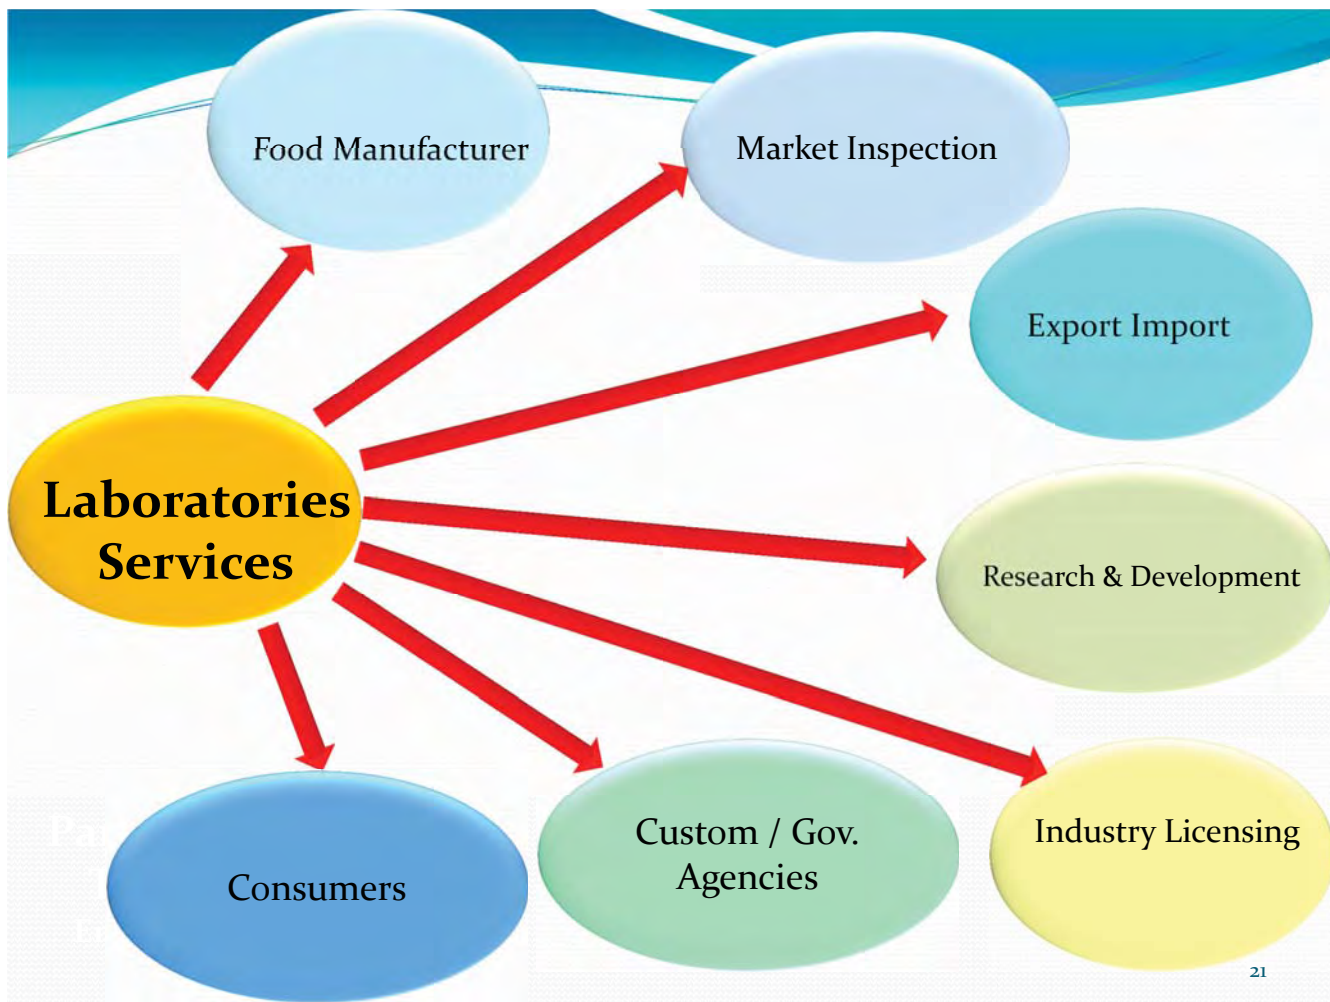 Food Manufacturer
Market Inspection
Export Import
Laboratories
Services
Research & Development
Industry Licensing
Custom / Gov.
Agencies
Consumers
21